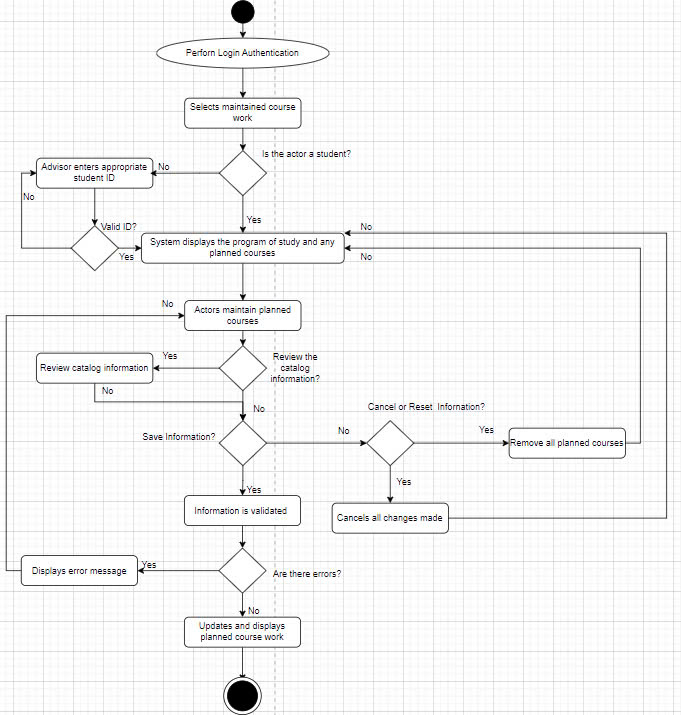 Perforn Login Authentication
Selects maintained course
work
Is the actor a student?
No
Advisor enters appropriate
student ID
No
Yes
Valid ID?
Yes
System displays the program of study and any
planned courses
No
No
No
Actors maintain planned
courses
Yes
Review the
catalog
information?
Review catalog information
No
No
Cancel or Reset Infornation?
Save Information?
No
Yes
Remove all planned courses
Yes
Yes
Information is validated
Cancels all changes made
Yes
Displays error message
Are there errors?
No
Updates and displays
planned course work